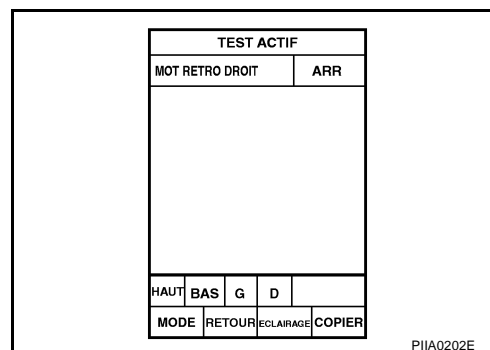 TEST ACTIF
MOT RETRO DROIT ARR
HAUT BAS G D
MODE RETOUR ECLAIRAGE COPIER
PIIA0202E